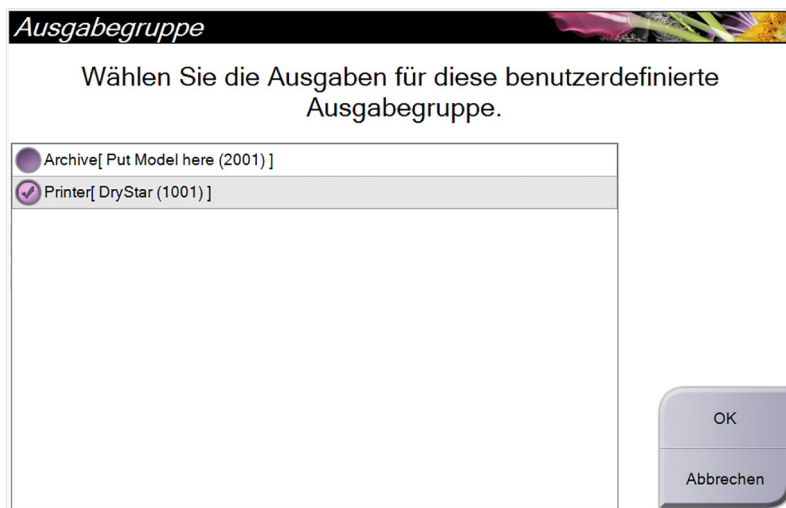 Ausgabegruppe
Wählen Sie die Ausgaben für diese benutzerdefinierte
Ausgabegruppe.
Archive[ Put Model here (2001) ]
Printer[ DryStar (1001) ]
OK
Abbrechen